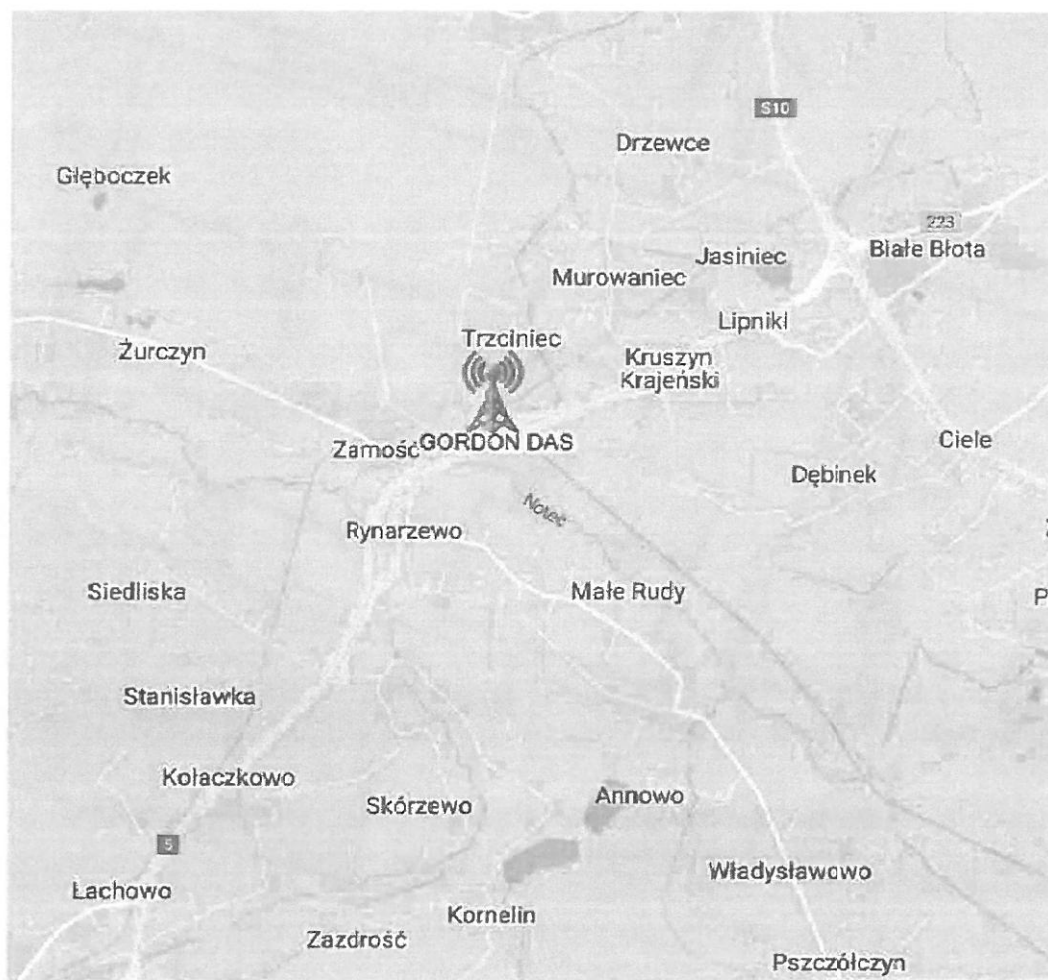 S10
Drzewce
Głęboczek
223
Białe Błota
Jasiniec
Murowaniec
Lipniki
Trzciniec
Żurczyn
Kruszyn
Krajeński
Zamość
GORDON DAS
Ciele
Dębinek
Noteć
Rynarzewo
Siedliska
Małe Rudy
P
Stanisławka
Kołaczkowo
Skórzewo
Annowo
5
Łachowo
Władysławowo
Kornelin
Zazdrość
Pszczółczyn